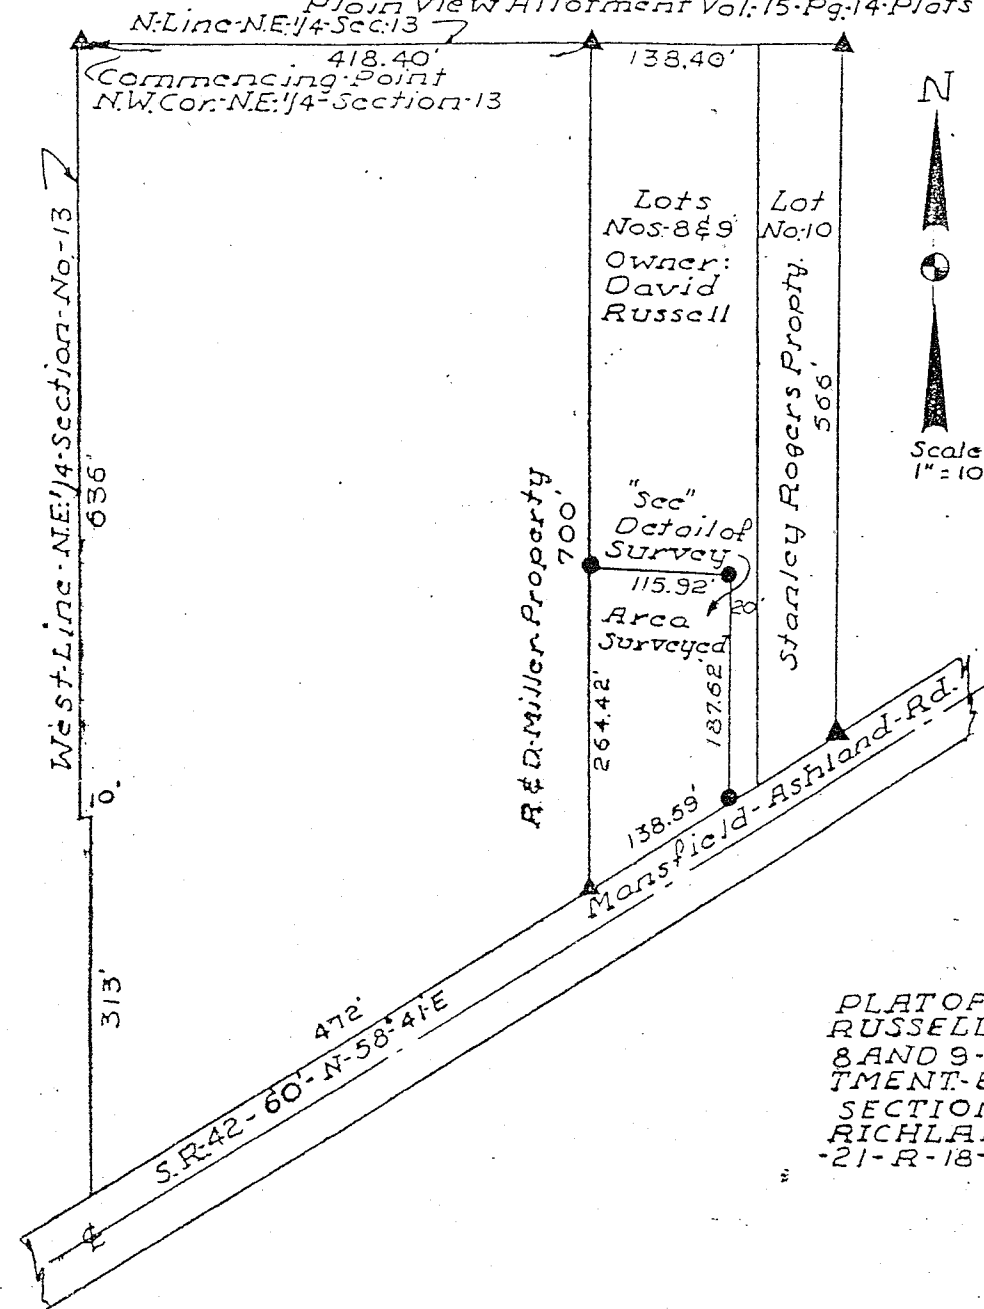 Plain View Allotment Vol.-15-Pg-14-Plats
N-Line-N.E.1/4-Sec:13
418.40'
138.40'
Commencing-Point
N.W.Cor.-N.E.1/4-Section-13
N
Lots
Nos-8&9
Owner:
David
Russell
Lot
No.-10
Stanley Rogers Propty.
566'
Scale
1"=10
West-Line-N.E.1/4-Section-No.-13
636'
R.&D.-Miller-Property
700'
"See"
Detail of
Survey
115.92'
20'
Area
Surveyed
264.42'
187.62'
138.59'
Mansfield-Ashland-Rd.
313'
472'
S.R-42-60'-N-58°-41-E
℄
PLAT OF
RUSSELL
8 AND 9-
TMENT-
SECTION
RICHLA
-21-R-18-